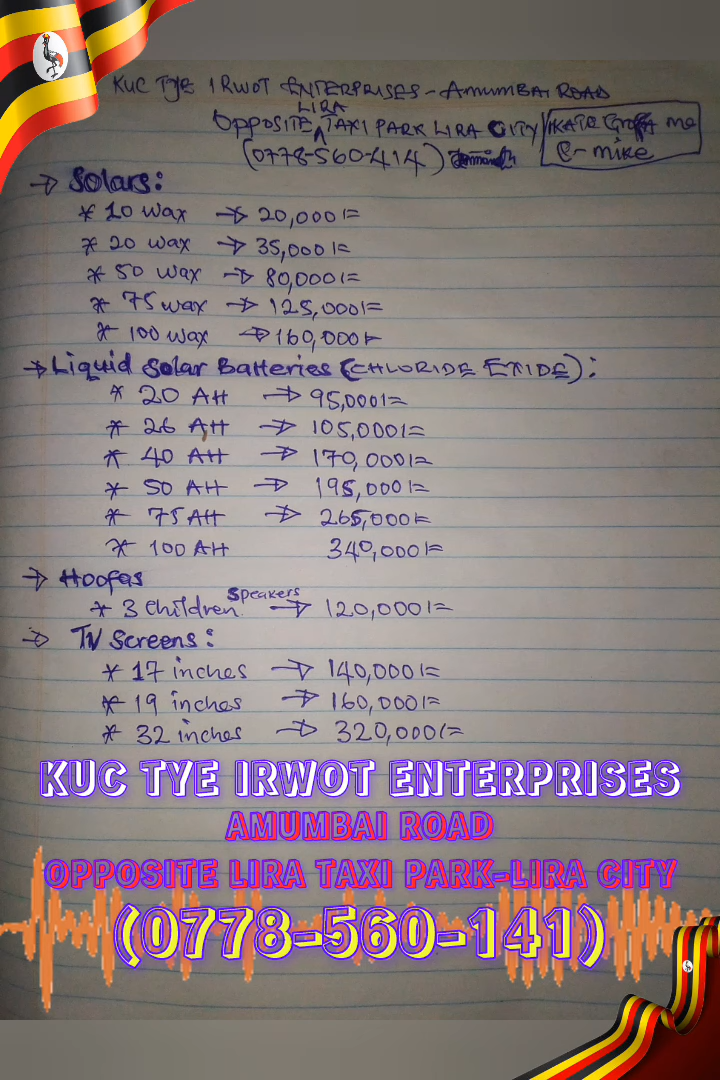 KUC Tye IRWOT ENTERPRISES - AMUMBAI ROAD
OPPOSITE LIRA TAXI PARK LIRA CITY
(0778-560-414)
C-mike
→ Solars:
* 10 wax → 20,000/=
* 20 wax → 35,000/=
* 50 wax → 80,000/=
* 75 wax → 125,000/=
* 100 wax → 160,000/=
→ Liquid Solar Batteries (CHLORIDE EXIDE):
* 20 AH → 95,000/=
* 26 AH → 105,000/=
* 40 AH → 170,000/=
* 50 AH → 195,000/=
* 75 AH → 265,000/=
* 100 AH 340,000/=
→ Hoofas
* 3 children speakers → 120,000/=
→ TV Screens:
* 17 inches → 140,000/=
* 19 inches → 160,000/=
* 32 inches → 320,000/=
KUC TYE IRWOT ENTERPRISES
AMUMBAI ROAD
OPPOSITE LIRA TAXI PARK-LIRA CITY
(0778-560-141)